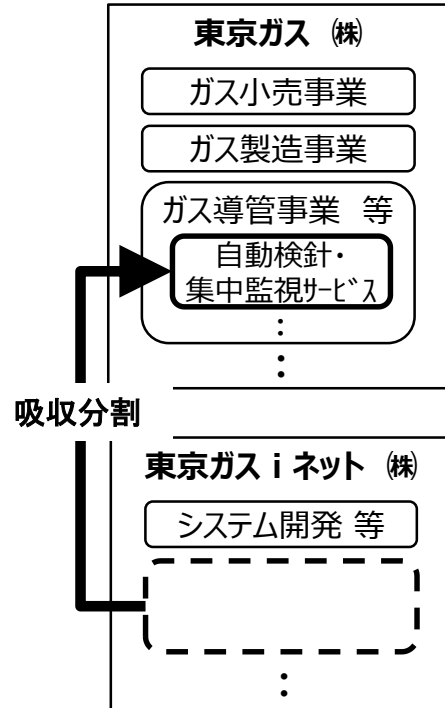 東京ガス ㈱
ガス小売事業
ガス製造事業
ガス導管事業 等
自動検針・
集中監視ｻｰﾋﾞｽ
⋮
⋮
吸収分割
東京ガスｉネット ㈱
システム開発 等
⋮